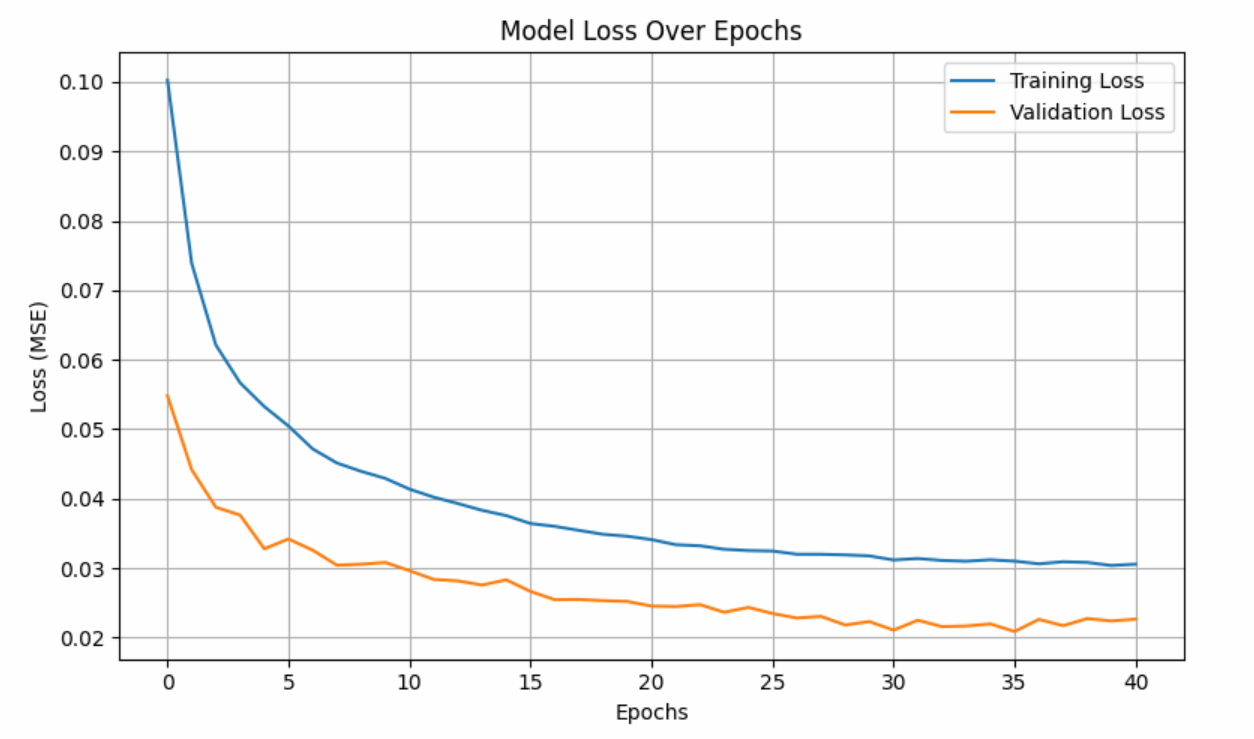 Model Loss Over Epochs
Training Loss
Validation Loss
0.10
0.09
0.08
0.07
0.06
0.05
0.04
0.03
0.02
Loss (MSE)
0 5 10 15 20 25 30 35 40
Epochs